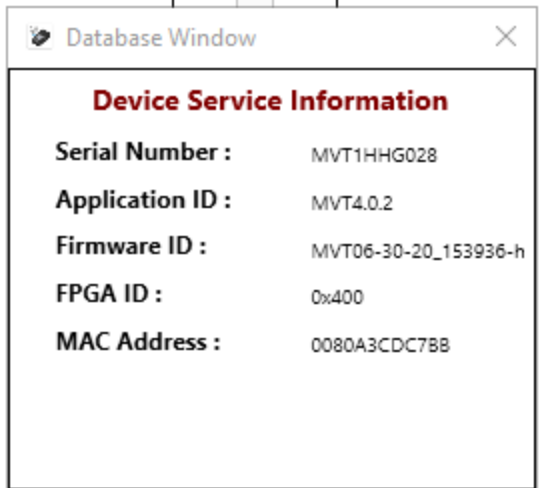 Database Window
Device Service Information
Serial Number : MVT1HHG028
Application ID : MVT4.0.2
Firmware ID : MVT06-30-20_153936-h
FPGA ID : 0x400
MAC Address : 0080A3CDC7BB